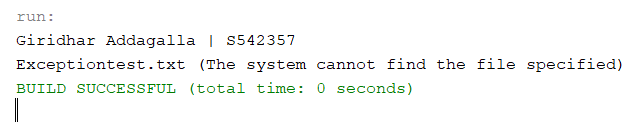 run:
Giridhar Addagalla | S542357
Exceptiontest.txt (The system cannot find the file specified)
BUILD SUCCESSFUL (total time: 0 seconds)